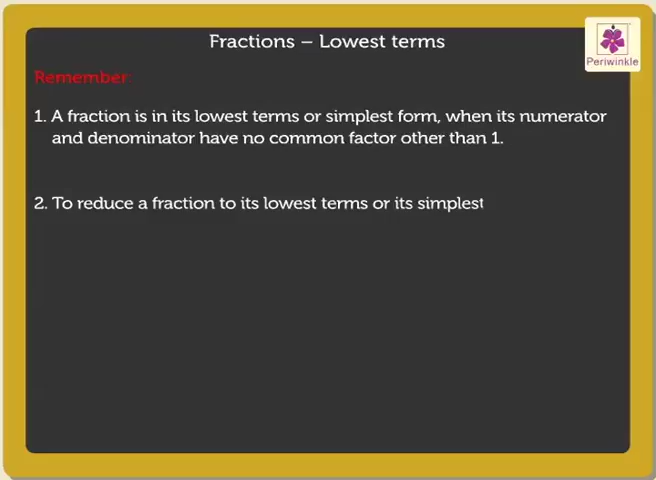 Fractions – Lowest terms
Periwinkle
Remember:
1. A fraction is in its lowest terms or simplest form, when its numerator
and denominator have no common factor other than 1.
2. To reduce a fraction to its lowest terms or its simplest